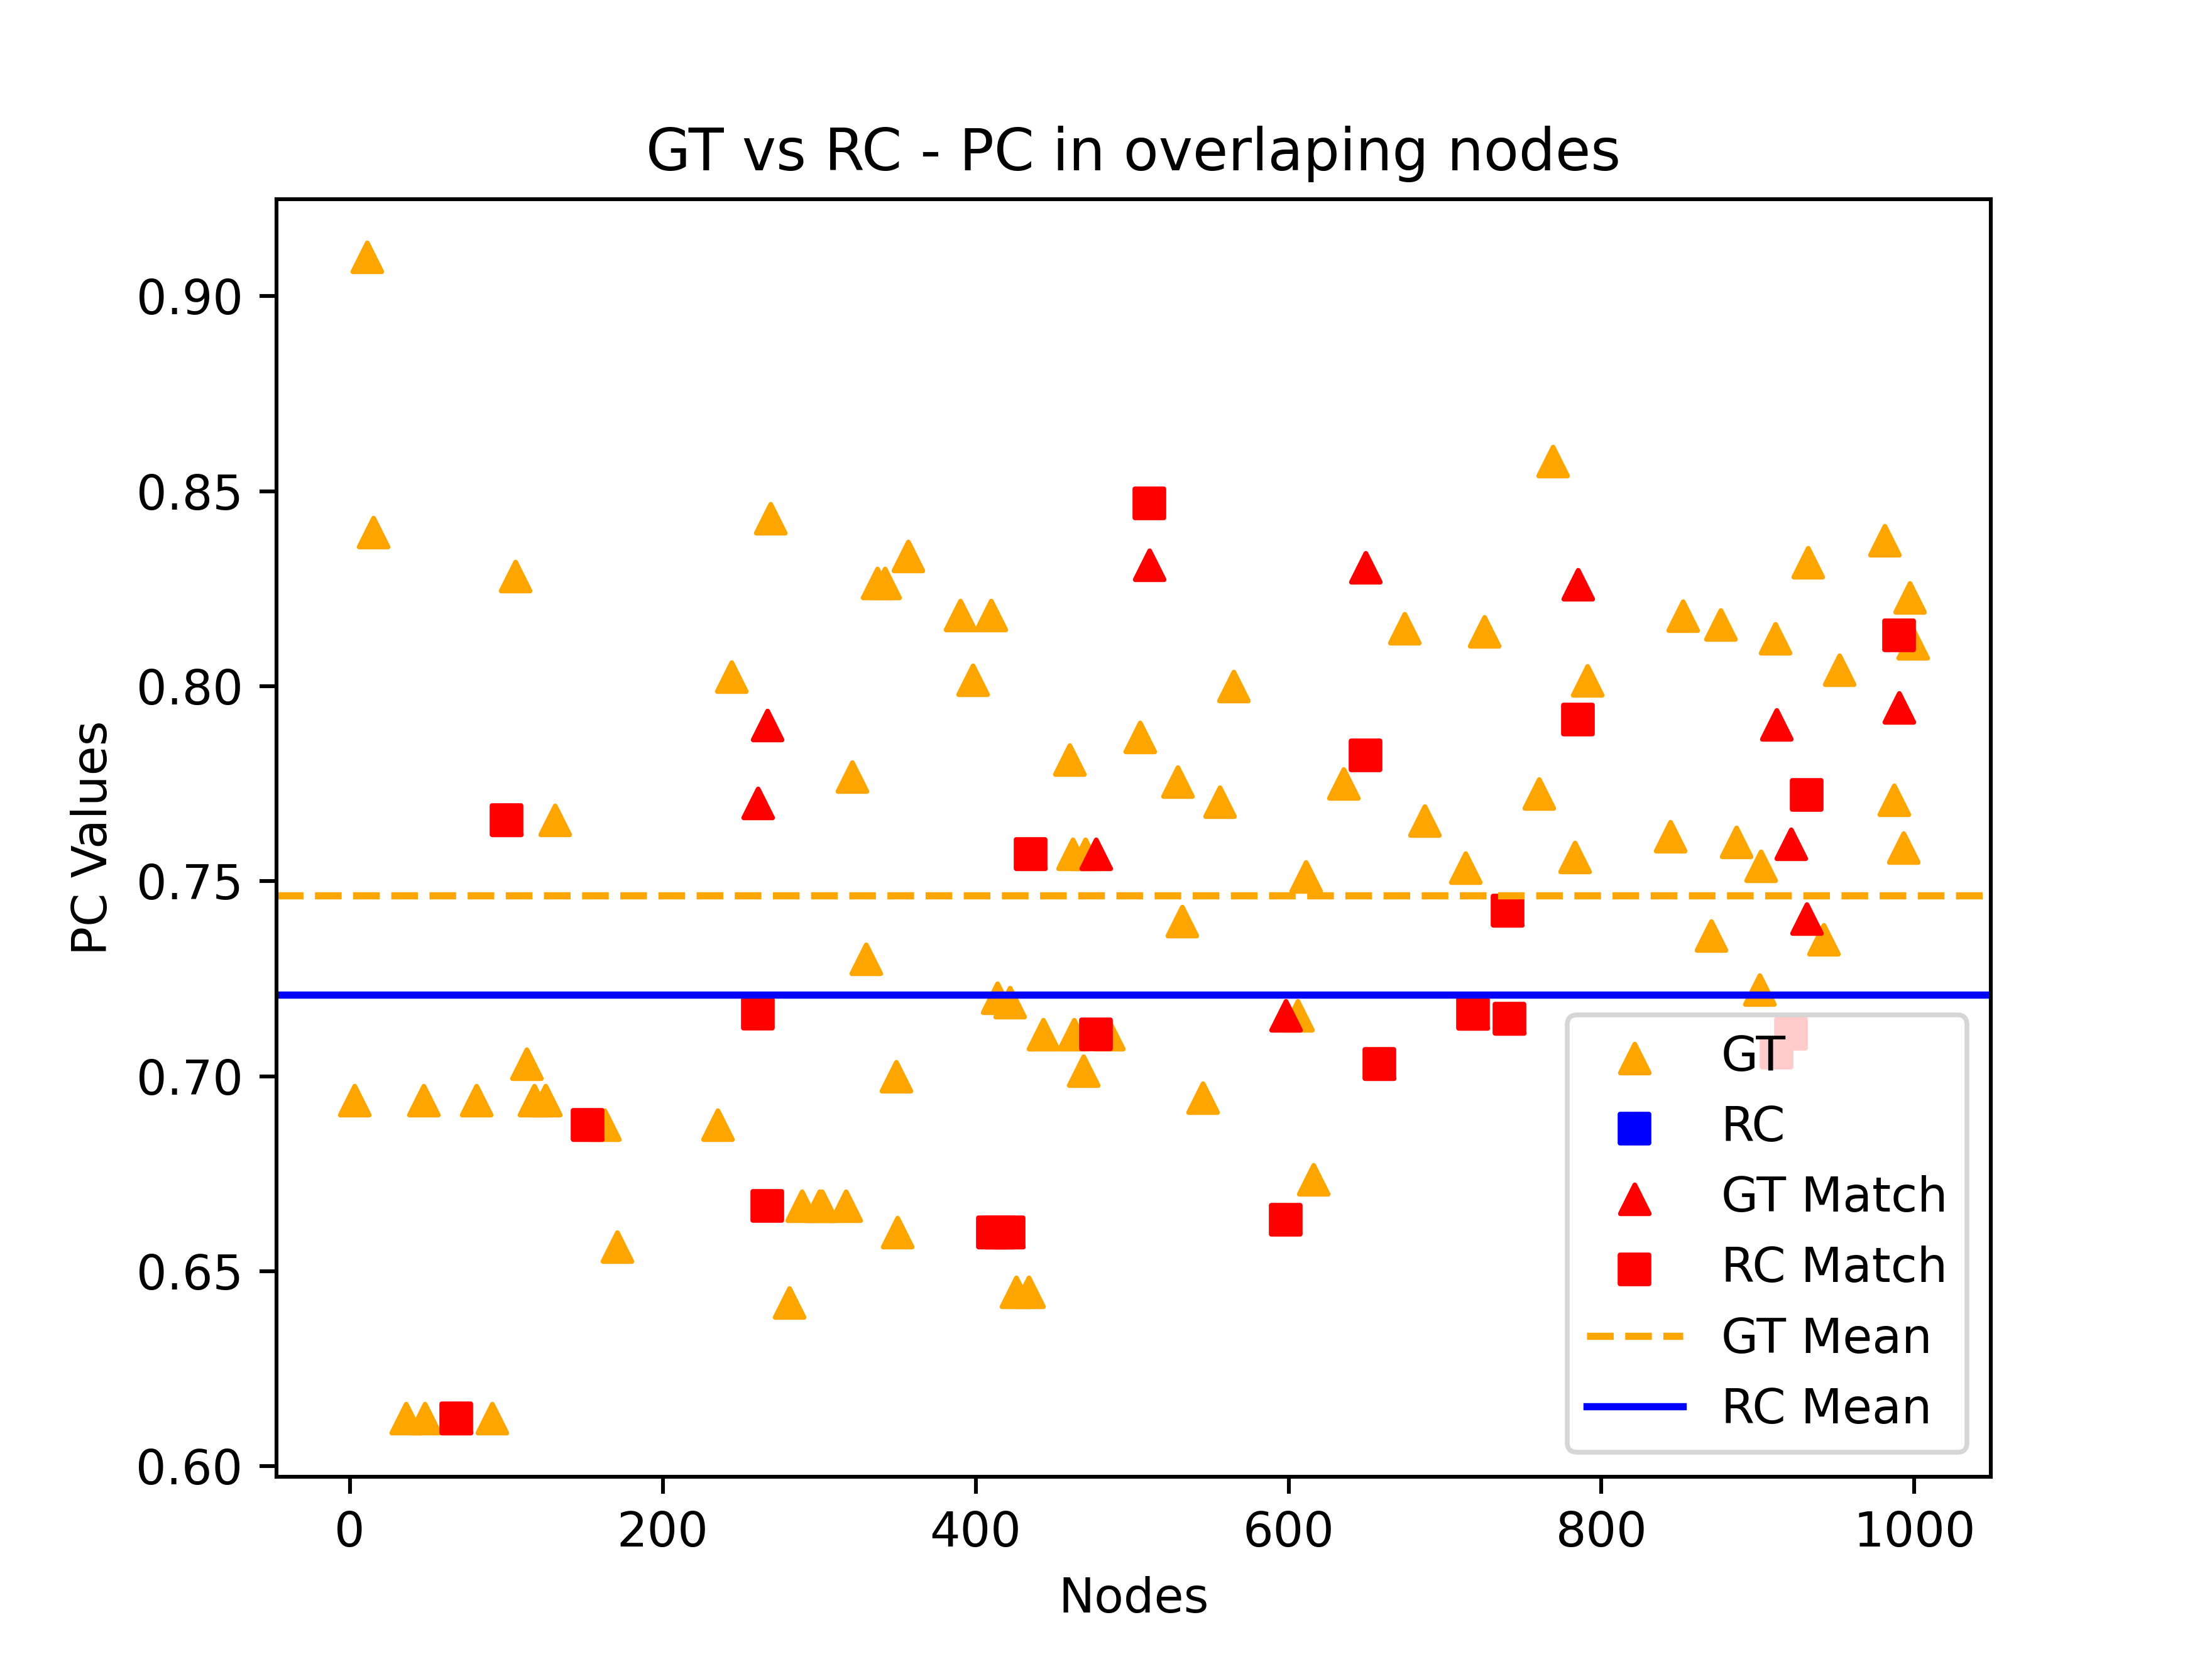 GT vs RC - PC in overlaping nodes
PC Values
0.90
0.85
0.80
0.75
0.70
0.65
0.60
GT
RC
GT Match
RC Match
GT Mean
RC Mean
0 200 400 600 800 1000
Nodes